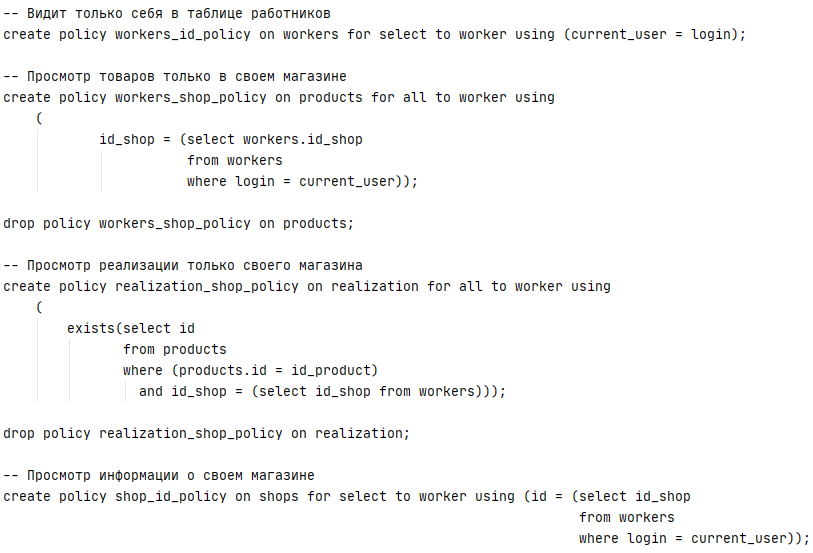 -- Видит только себя в таблице работников
create policy workers_id_policy on workers for select to worker using (current_user = login);
-- Просмотр товаров только в своем магазине
create policy workers_shop_policy on products for all to worker using
(
id_shop = (select workers.id_shop
from workers
where login = current_user));
drop policy workers_shop_policy on products;
-- Просмотр реализации только своего магазина
create policy realization_shop_policy on realization for all to worker using
(
exists(select id
from products
where (products.id = id_product)
and id_shop = (select id_shop from workers)));
drop policy realization_shop_policy on realization;
-- Просмотр информации о своем магазине
create policy shop_id_policy on shops for select to worker using (id = (select id_shop
from workers
where login = current_user));